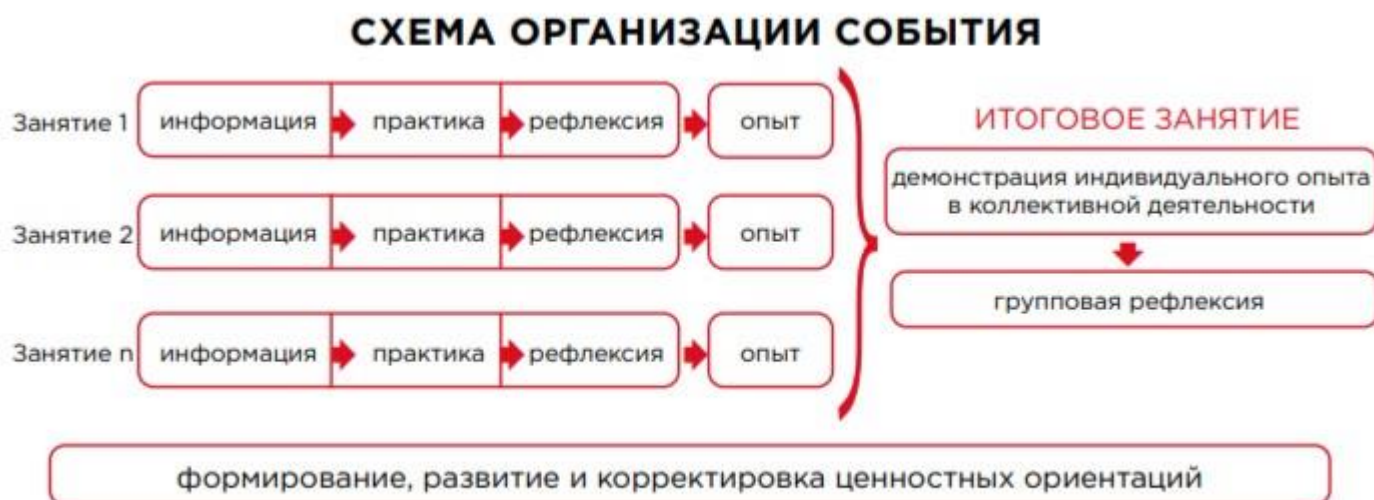 СХЕМА ОРГАНИЗАЦИИ СОБЫТИЯ
Занятие 1 информация практика рефлексия опыт
Занятие 2 информация практика рефлексия опыт
Занятие n информация практика рефлексия опыт
ИТОГОВОЕ ЗАНЯТИЕ
демонстрация индивидуального опыта
в коллективной деятельности
групповая рефлексия
формирование, развитие и корректировка ценностных ориентаций